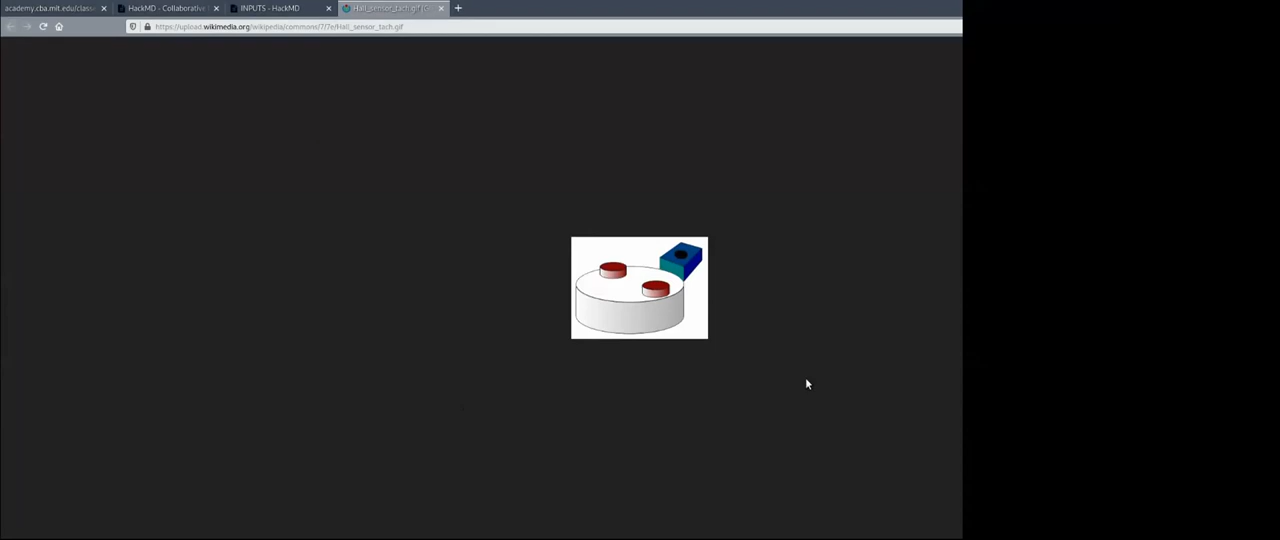 academy.cba.mit.edu/classe
HackMD - Collaborative
INPUTS - HackMD
Hall_sensor_tach.gif (G
https://upload.wikimedia.org/wikipedia/commons/7/7e/Hall_sensor_tach.gif